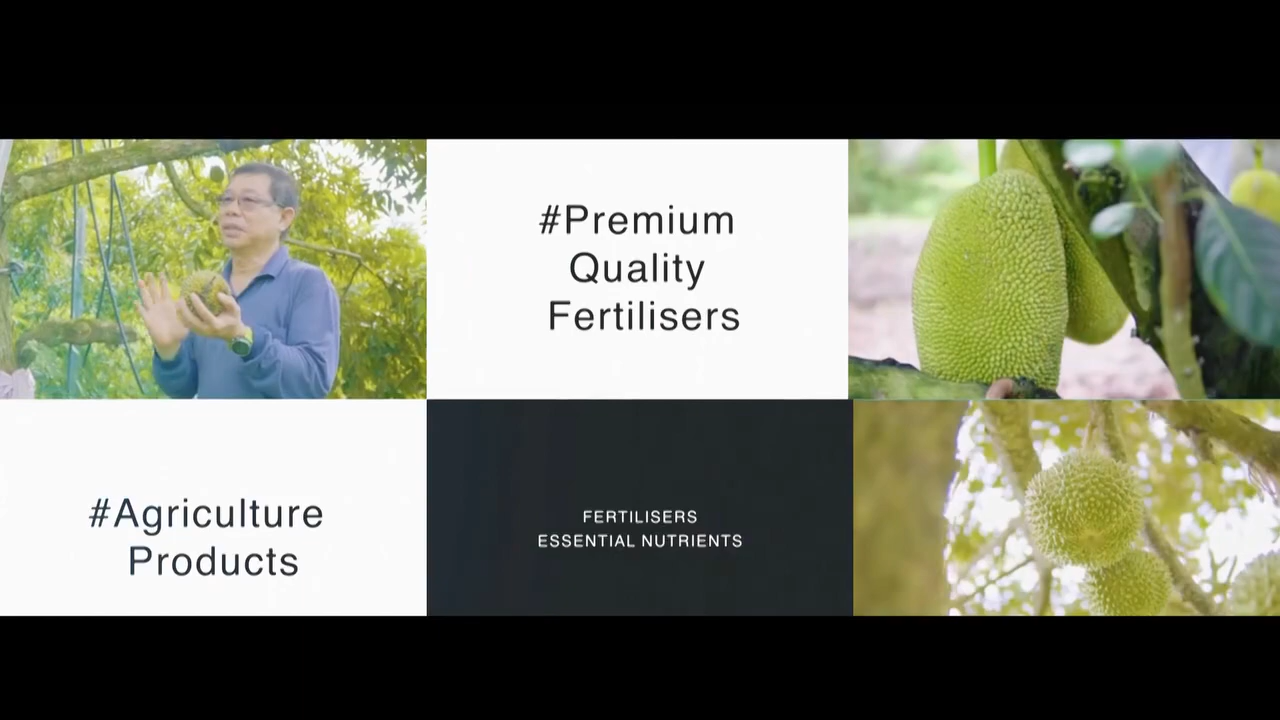 #Premium
Quality
Fertilisers
#Agriculture
Products
FERTILISERS
ESSENTIAL NUTRIENTS